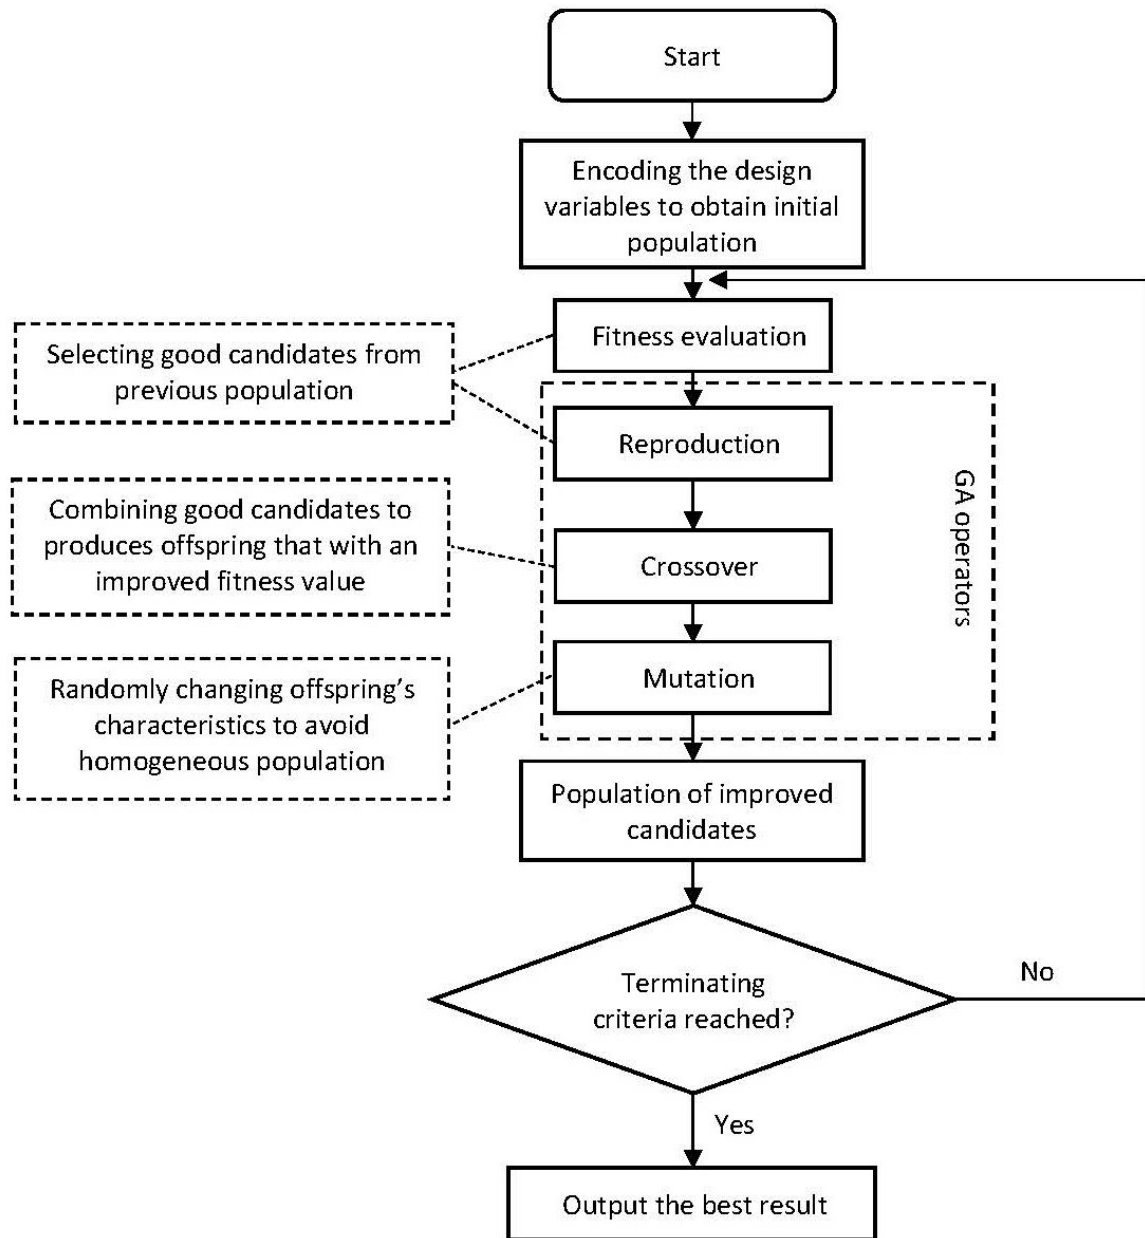 Start
Encoding the design
variables to obtain initial
population
Fitness evaluation
Selecting good candidates from
previous population
Reproduction
GA operators
Combining good candidates to
produces offspring that with an
improved fitness value
Crossover
Randomly changing offspring’s
characteristics to avoid
homogeneous population
Mutation
Population of improved
candidates
Terminating
criteria reached?
No
Yes
Output the best result